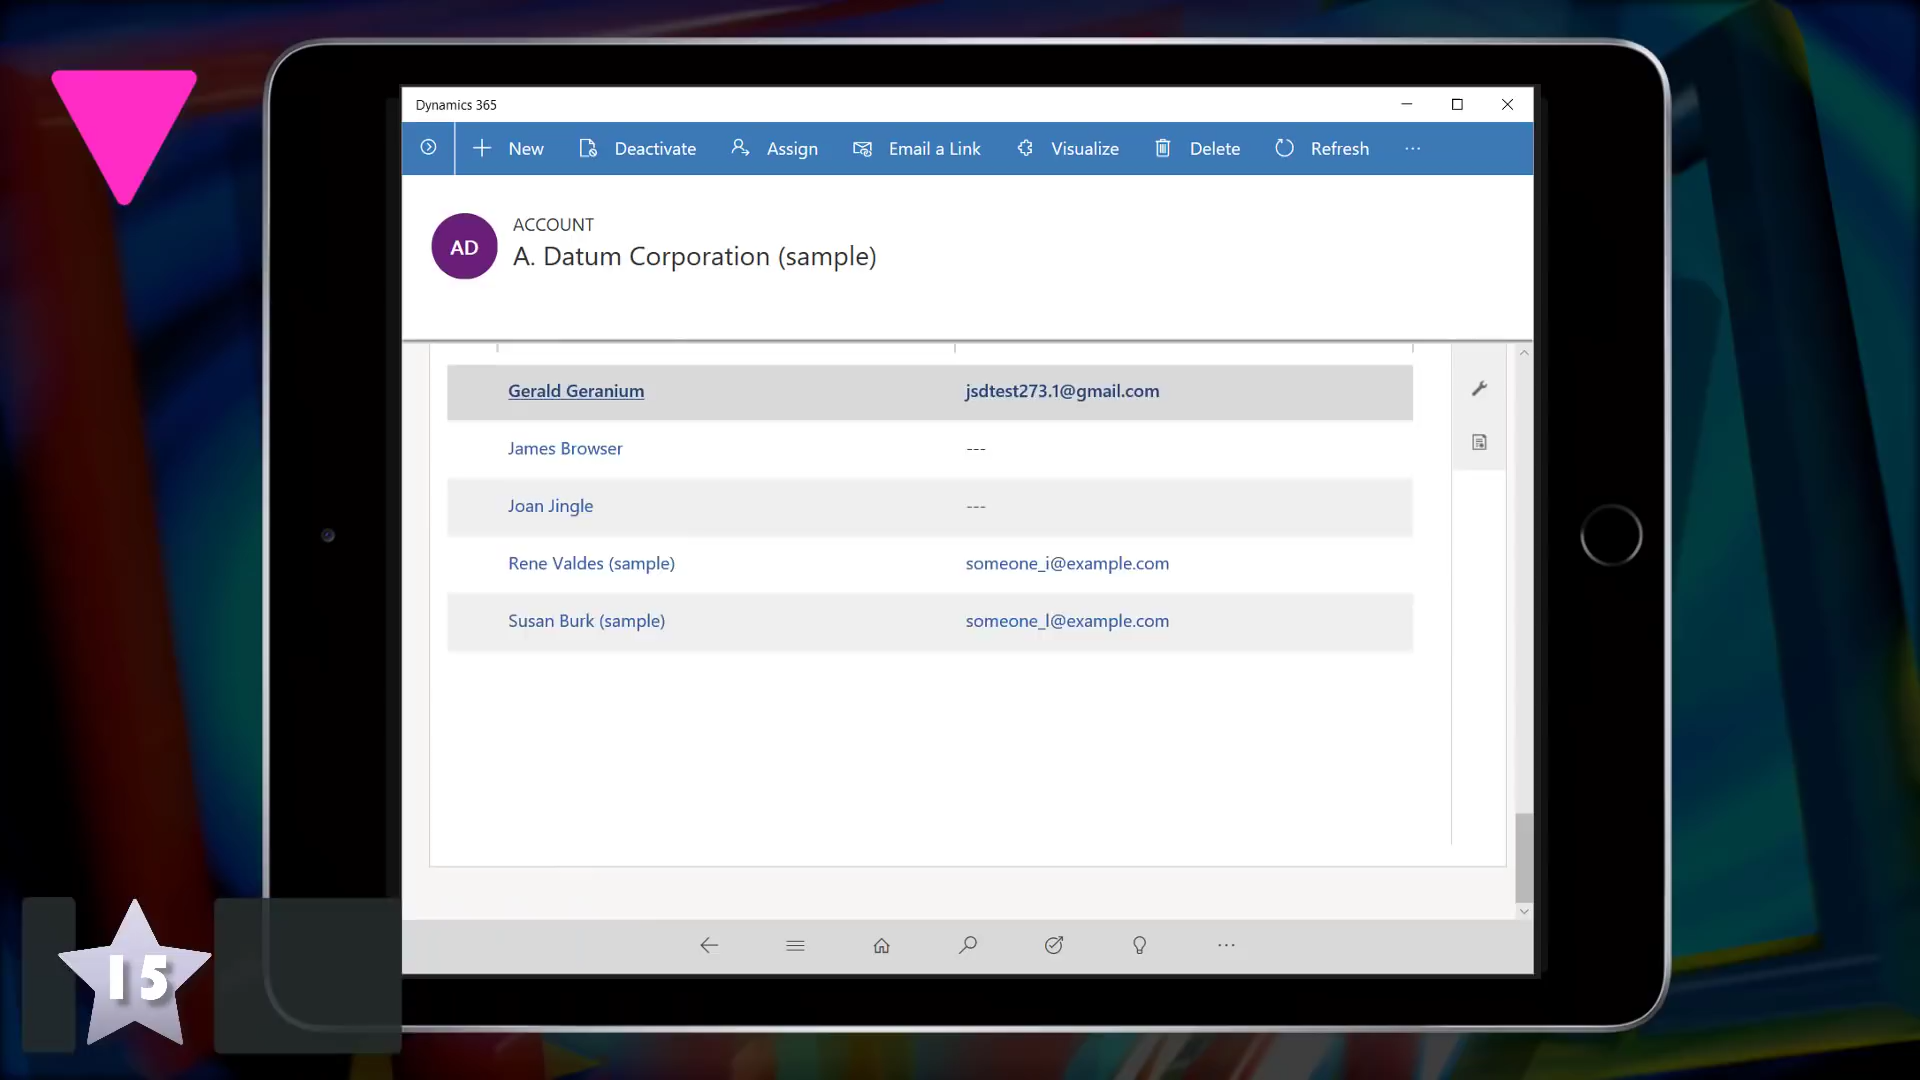 Dynamics 365
New Deactivate Assign Email a Link Visualize Delete Refresh ...
AD
ACCOUNT
A. Datum Corporation (sample)
Gerald Geranium jsdtest273.1@gmail.com
James Browser ---
Joan Jingle ---
Rene Valdes (sample) someone_i@example.com
Susan Burk (sample) someone_l@example.com
15